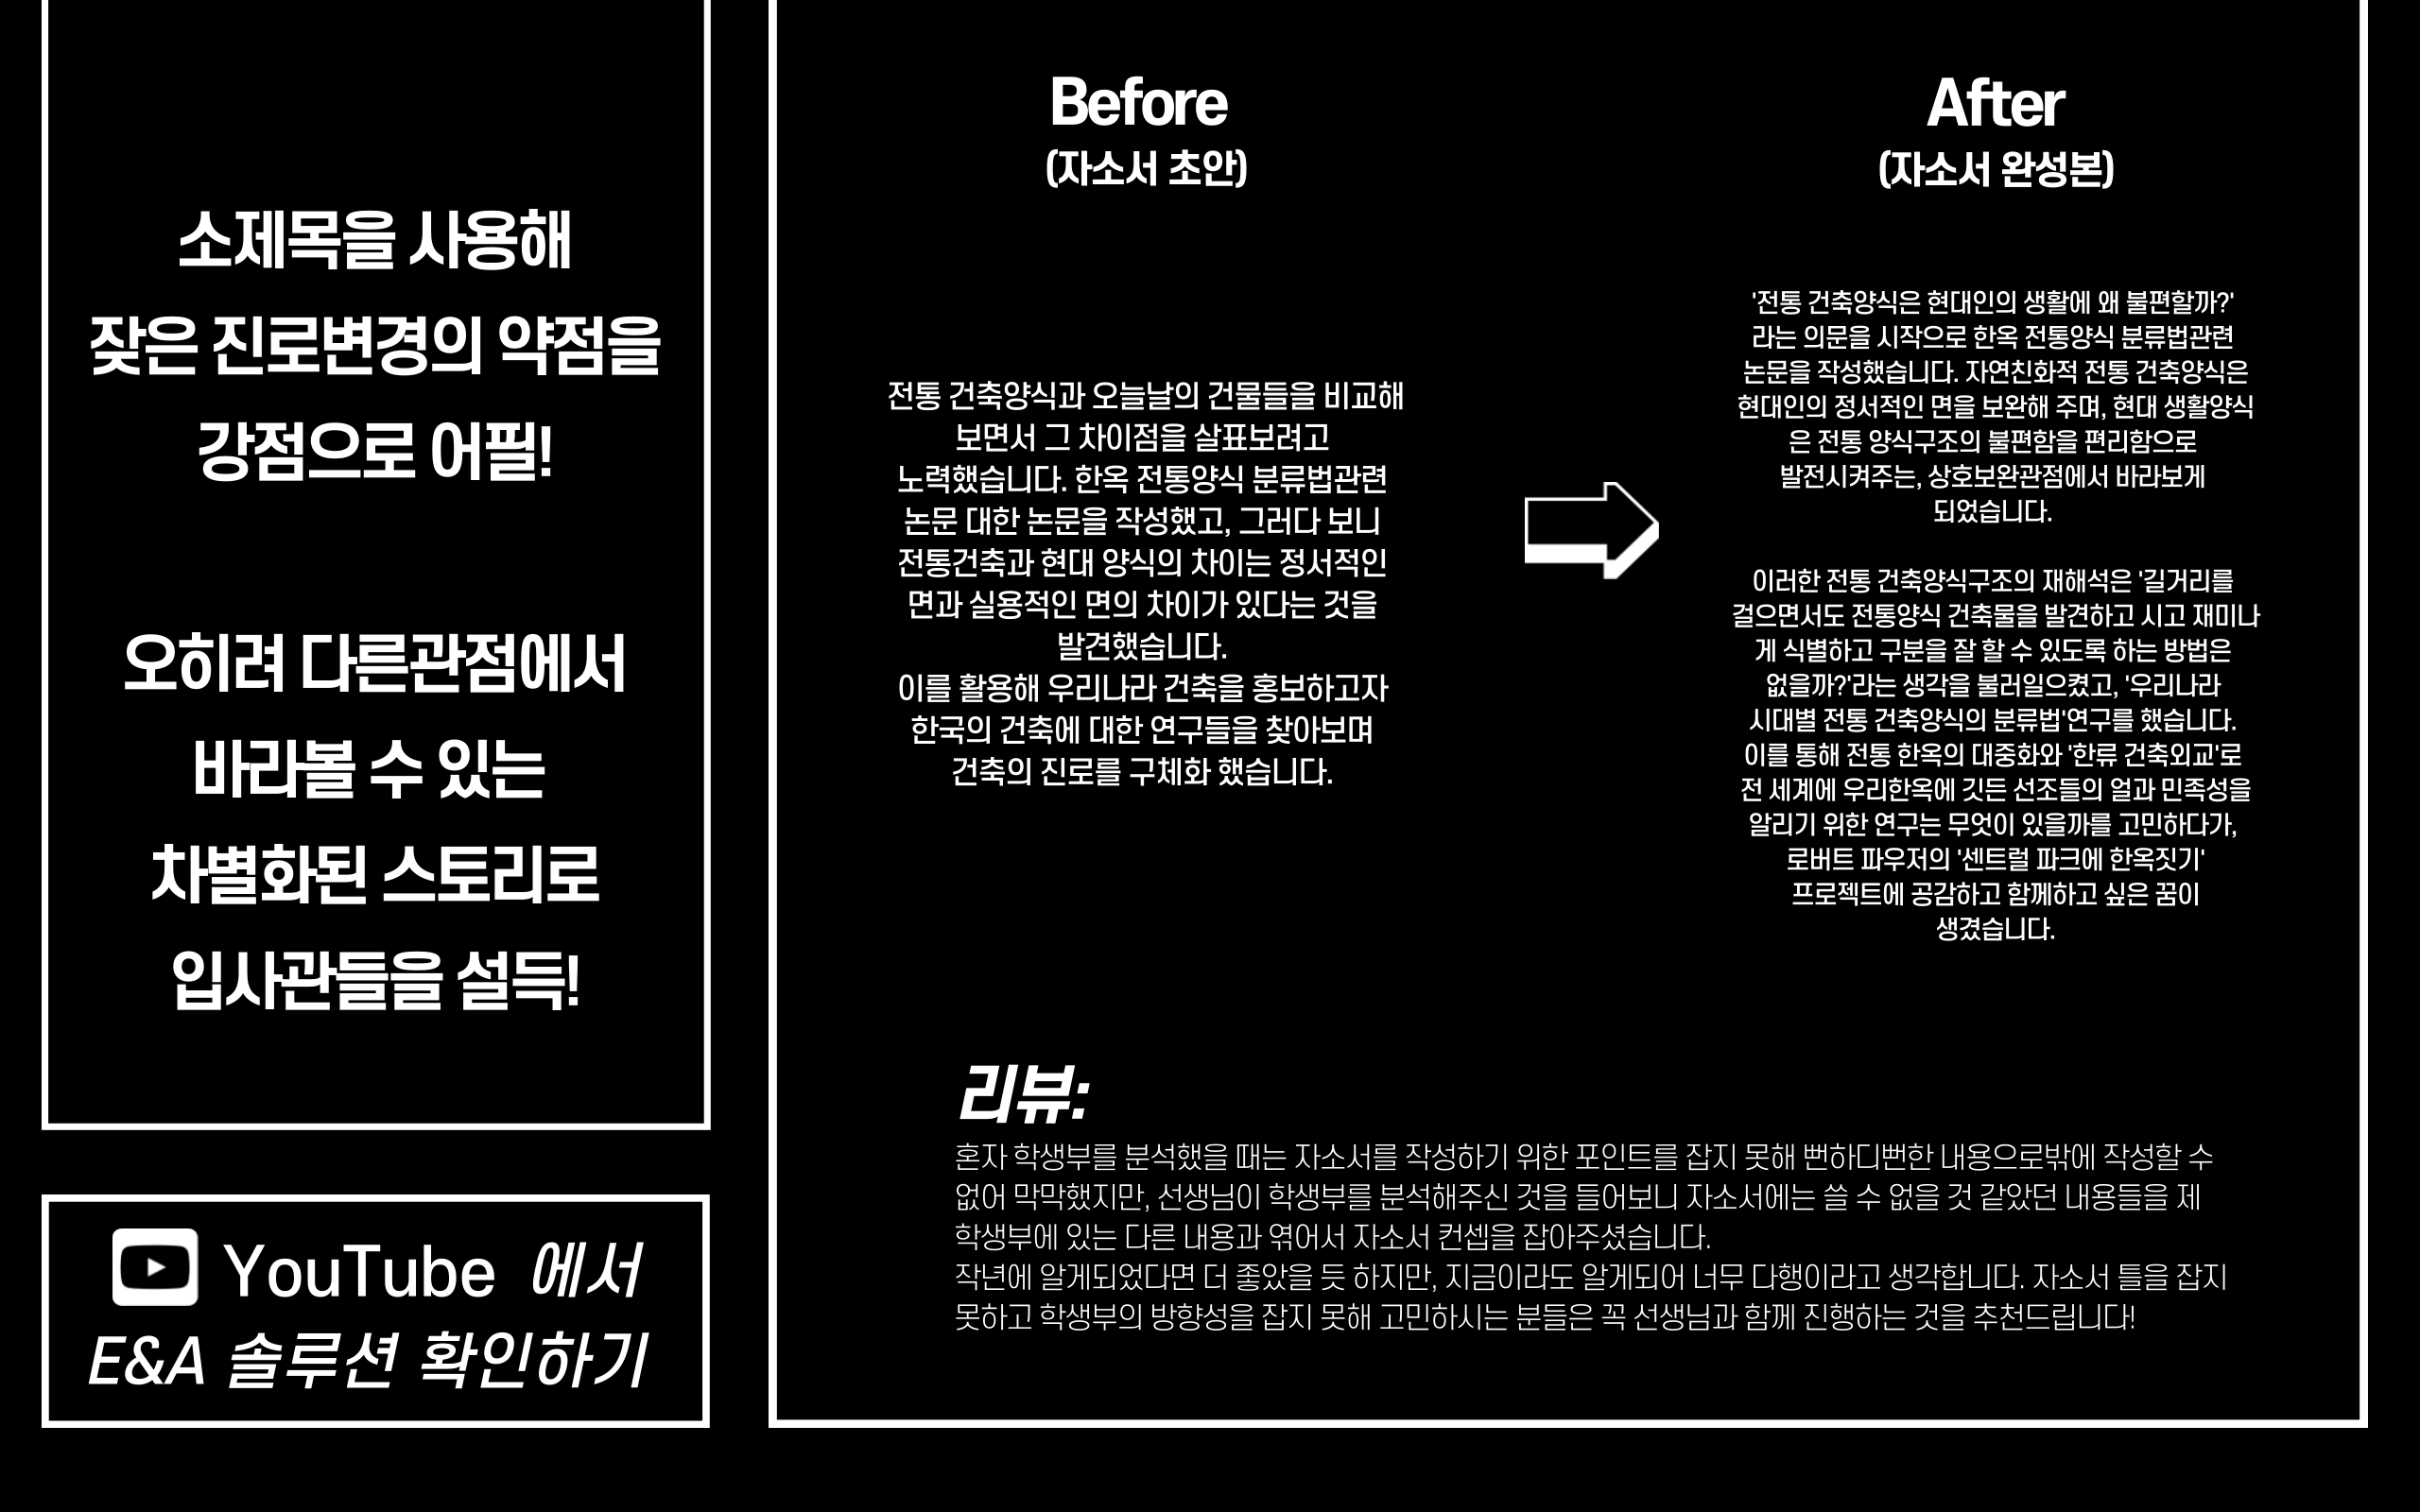 소제목을 사용해
잦은 진로변경의 약점을
강점으로 어필!
오히려 다른관점에서
바라볼 수 있는
차별화된 스토리로
입사관들을 설득!
YouTube 에서
E&A 솔루션 확인하기
Before
(자소서 초안)
전통 건축양식과 오늘날의 건물들을 비교해
보면서 그 차이점을 살표보려고
노력했습니다. 한옥 전통양식 분류법관련
논문 대한 논문을 작성했고, 그러다 보니
전통건축과 현대 양식의 차이는 정서적인
면과 실용적인 면의 차이가 있다는 것을
발견했습니다.
이를 활용해 우리나라 건축을 홍보하고자
한국의 건축에 대한 연구들을 찾아보며
건축의 진로를 구체화 했습니다.
After
(자소서 완성본)
'전통 건축양식은 현대인의 생활에 왜 불편할까?'
라는 의문을 시작으로 한옥 전통양식 분류법관련
논문을 작성했습니다. 자연친화적 전통 건축양식은
현대인의 정서적인 면을 보완해 주며, 현대 생활양식
은 전통 양식구조의 불편함을 편리함으로
발전시켜주는, 상호보완관점에서 바라보게
되었습니다.
이러한 전통 건축양식구조의 재해석은 '길거리를
걸으면서도 전통양식 건축물을 발견하고 시고 재미나
게 식별하고 구분을 잘 할 수 있도록 하는 방법은
없을까?'라는 생각을 불러일으켰고, '우리나라
시대별 전통 건축양식의 분류법'연구를 했습니다.
이를 통해 전통 한옥의 대중화와 '한류 건축외교'로
전 세계에 우리한옥에 깃든 선조들의 얼과 민족성을
알리기 위한 연구는 무엇이 있을까를 고민하다가,
로버트 파우저의 '센트럴 파크에 한옥짓기'
프로젝트에 공감하고 함께하고 싶은 꿈이
생겼습니다.
리뷰:
혼자 학생부를 분석했을 때는 자소서를 작성하기 위한 포인트를 잡지 못해 뻔하디뻔한 내용으로밖에 작성할 수
없어 막막했지만, 선생님이 학생부를 분석해주신 것을 들어보니 자소서에는 쓸 수 없을 것 같았던 내용들을 제
학생부에 있는 다른 내용과 엮어서 자소서 컨셉을 잡아주셨습니다.
작년에 알게되었다면 더 좋았을 듯 하지만, 지금이라도 알게되어 너무 다행이라고 생각합니다. 자소서 틀을 잡지
못하고 학생부의 방향성을 잡지 못해 고민하시는 분들은 꼭 선생님과 함께 진행하는 것을 추천드립니다!